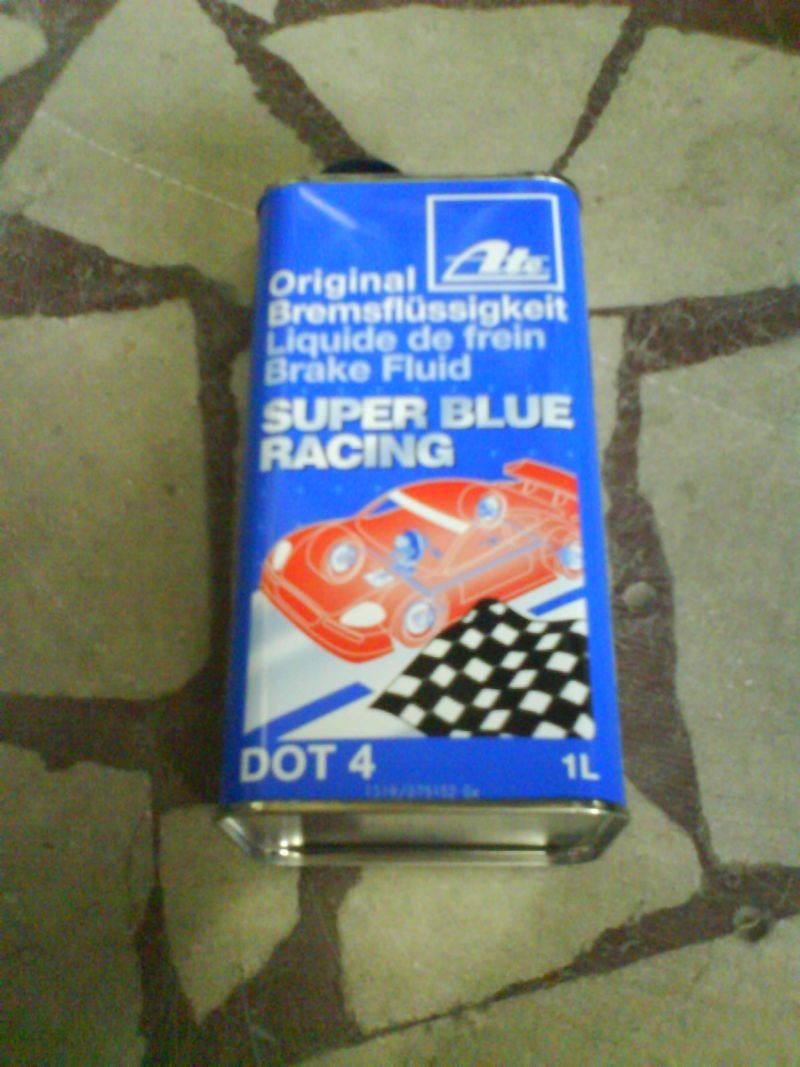 Ate
Original
Bremsflüssigkeit
Liquide de frein
Brake Fluid
SUPER BLUE
RACING
DOT 4
1L